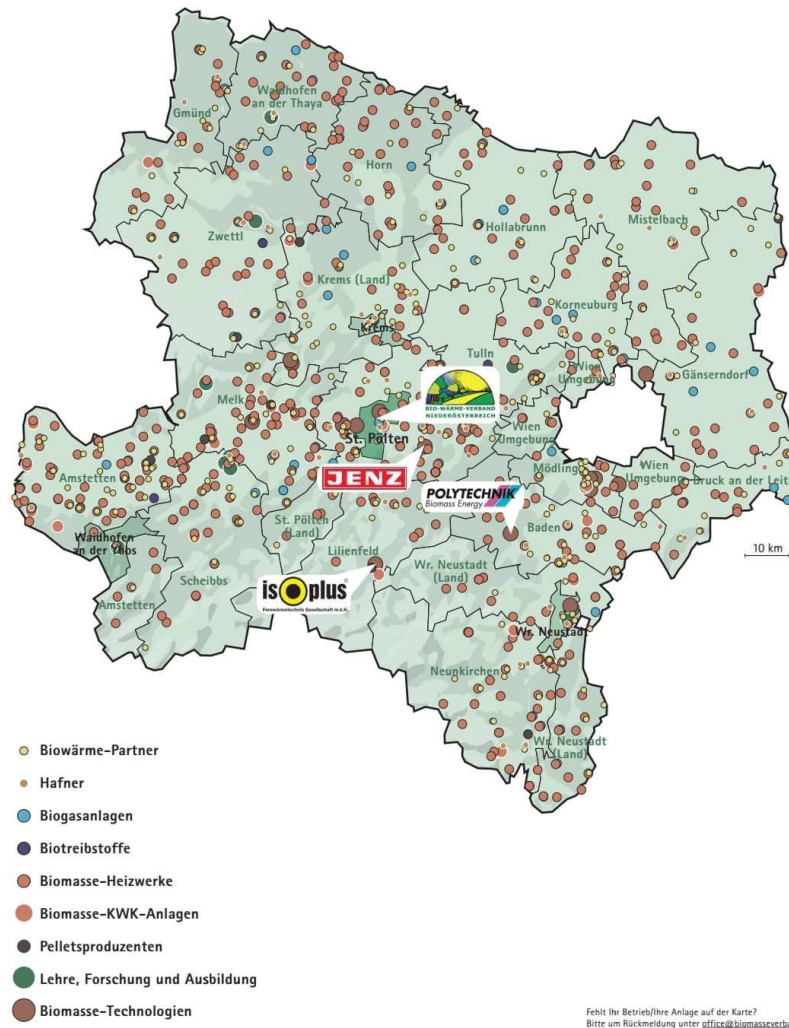 Waidhofen
an der Thaya
Gmünd
Horn
Zwettl
Hollabrunn
Mistelbach
Krems (Land)
Krems
Korneuburg
Tulln
Wien
Umgebung
Gänserndorf
Melk
BIO-WÄRME-VERBAND
NIEDERÖSTERREICH
St. Pölten
Wien
Umgebung
JENZ
Mödling
Wien
Umgebung
Bruck an der Leit
Amstetten
POLYTECHNIK
Biomass Energy
St. Pölten
(Land)
Baden
Waidhofen
an der Ybbs
Lilienfeld
10 km
Scheibbs
Wr. Neustadt
(Land)
isoplus
Fernwärmetechnik Gesellschaft m.b.H.
Amstetten
Wr. Neustadt
Neunkirchen
Wr. Neustadt
(Land)
Biowärme-Partner
Hafner
Biogasanlagen
Biotreibstoffe
Biomasse-Heizwerke
Biomasse-KWK-Anlagen
Pelletsproduzenten
Lehre, Forschung und Ausbildung
Biomasse-Technologien
Fehlt Ihr Betrieb/Ihre Anlage auf der Karte?
Bitte um Rückmeldung unter office@biomasseverba